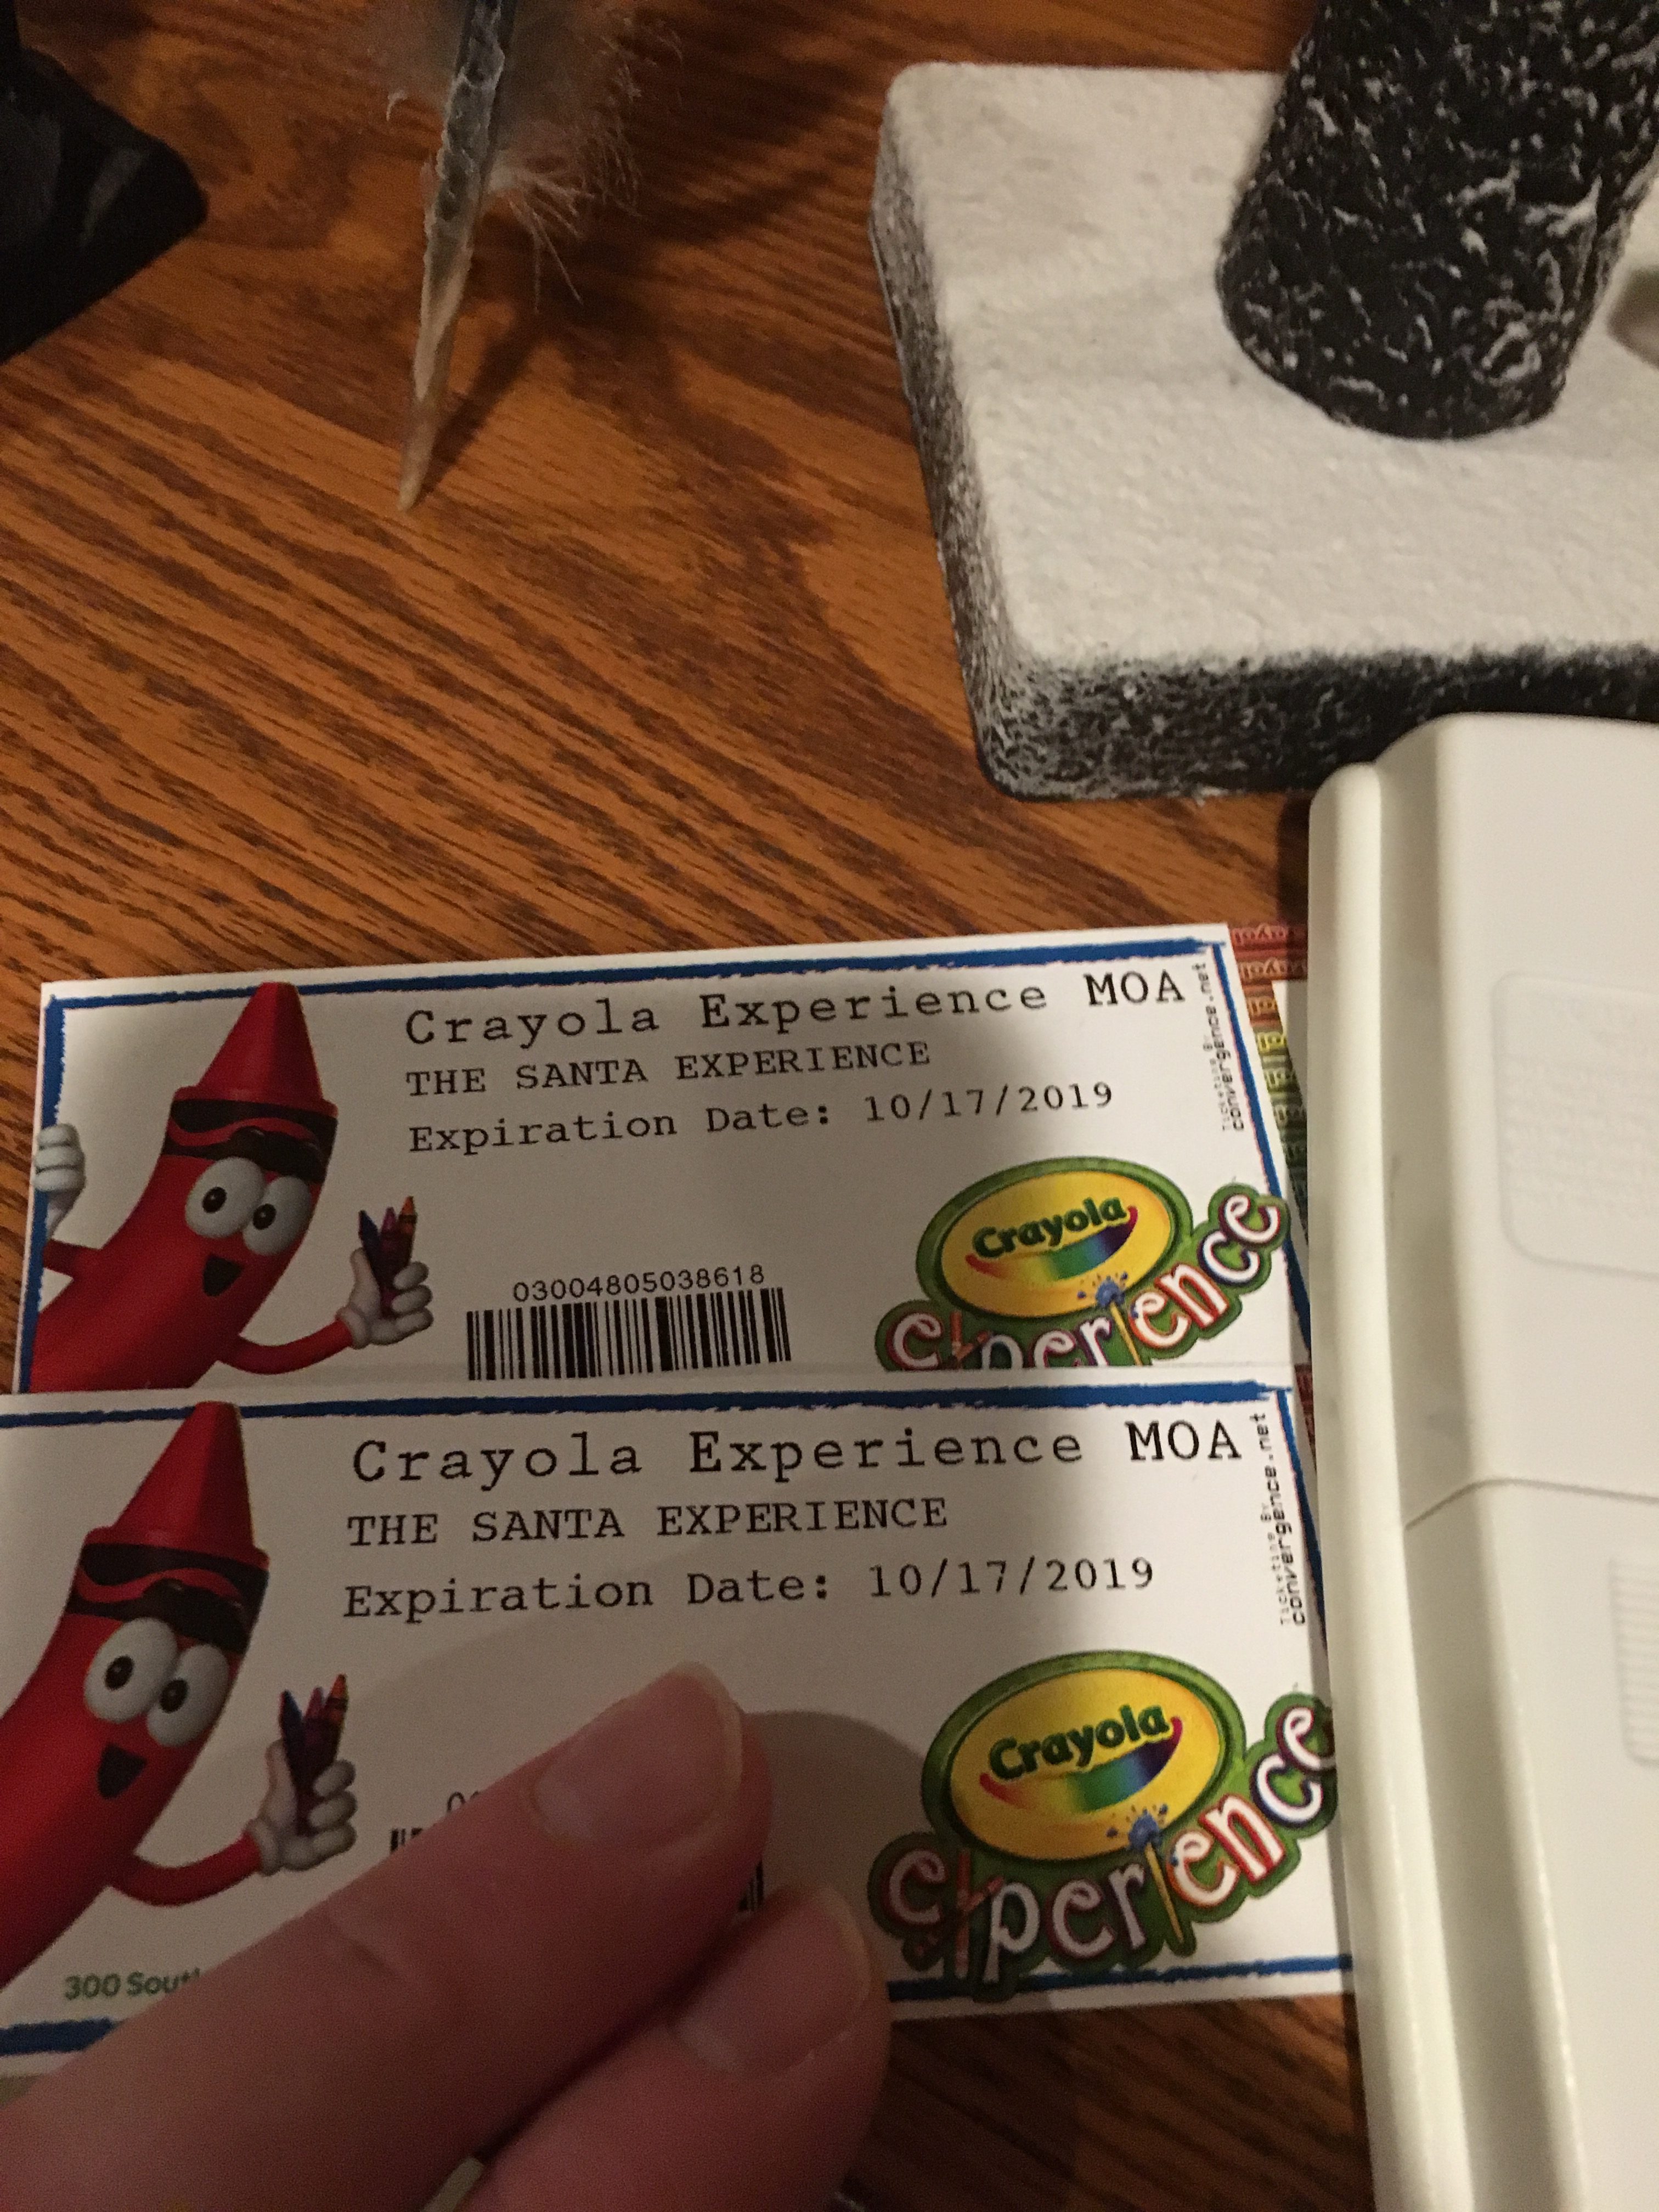 Crayola Experience MOA
THE SANTA EXPERIENCE
Expiration Date: 10/17/2019
Ticketing By
convergence.net
03004805038618
Crayola
experience
Crayola Experience MOA
THE SANTA EXPERIENCE
Expiration Date: 10/17/2019
Ticketing By
convergence.net
Crayola
experience
300